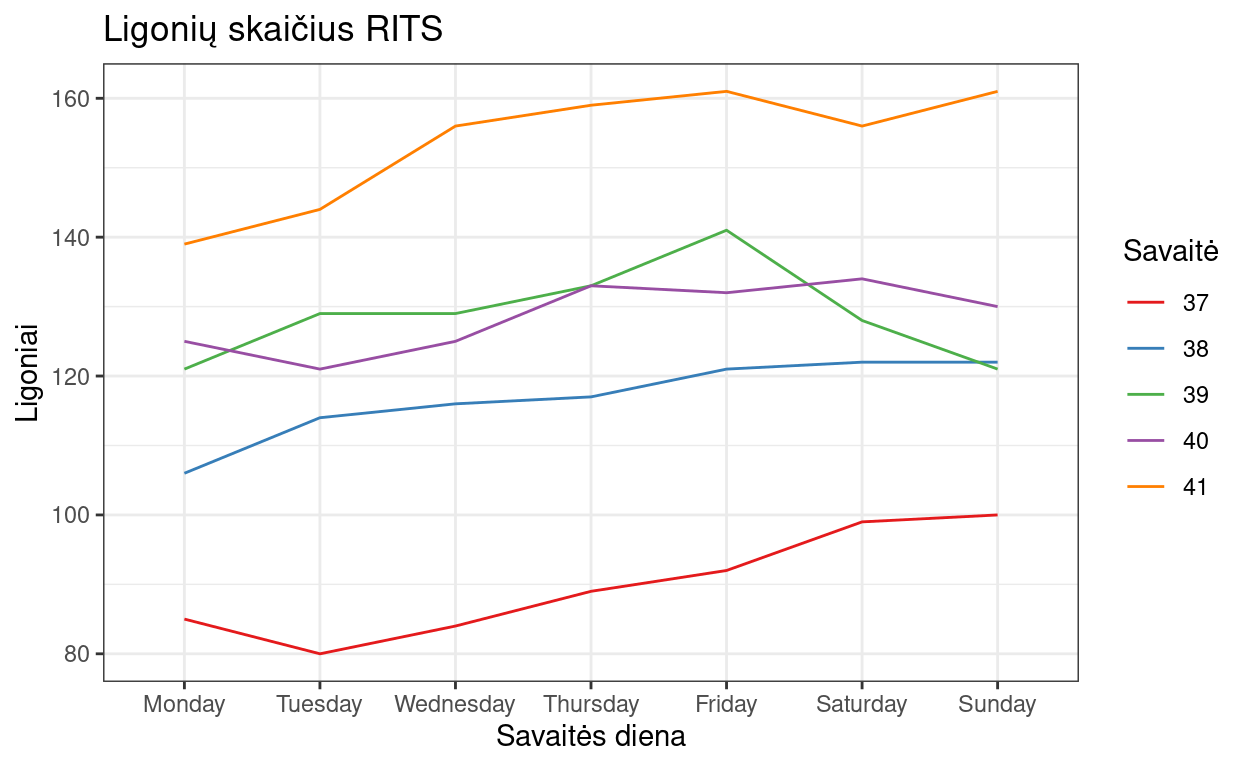 Ligonių skaičius RITS
160
140
120
100
80
Ligoniai
Monday Tuesday Wednesday Thursday Friday Saturday Sunday
Savaitės diena
Savaitė
37
38
39
40
41